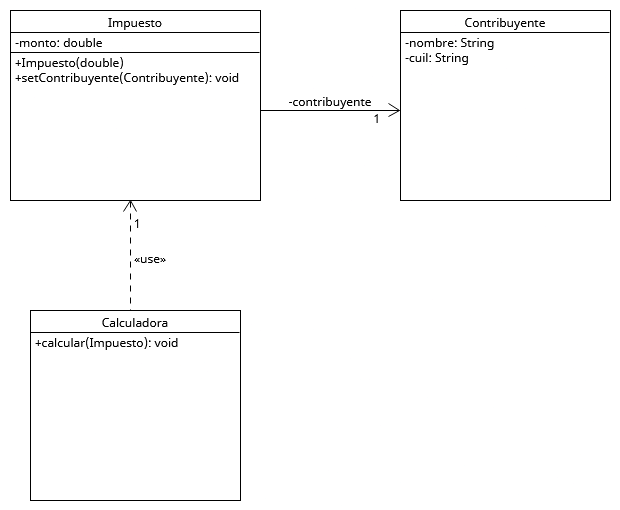 Impuesto
-monto: double
+Impuesto(double)
+setContribuyente(Contribuyente): void
-contribuyente
1
Contribuyente
-nombre: String
-cuil: String
1
«use»
Calculadora
+calcular(Impuesto): void